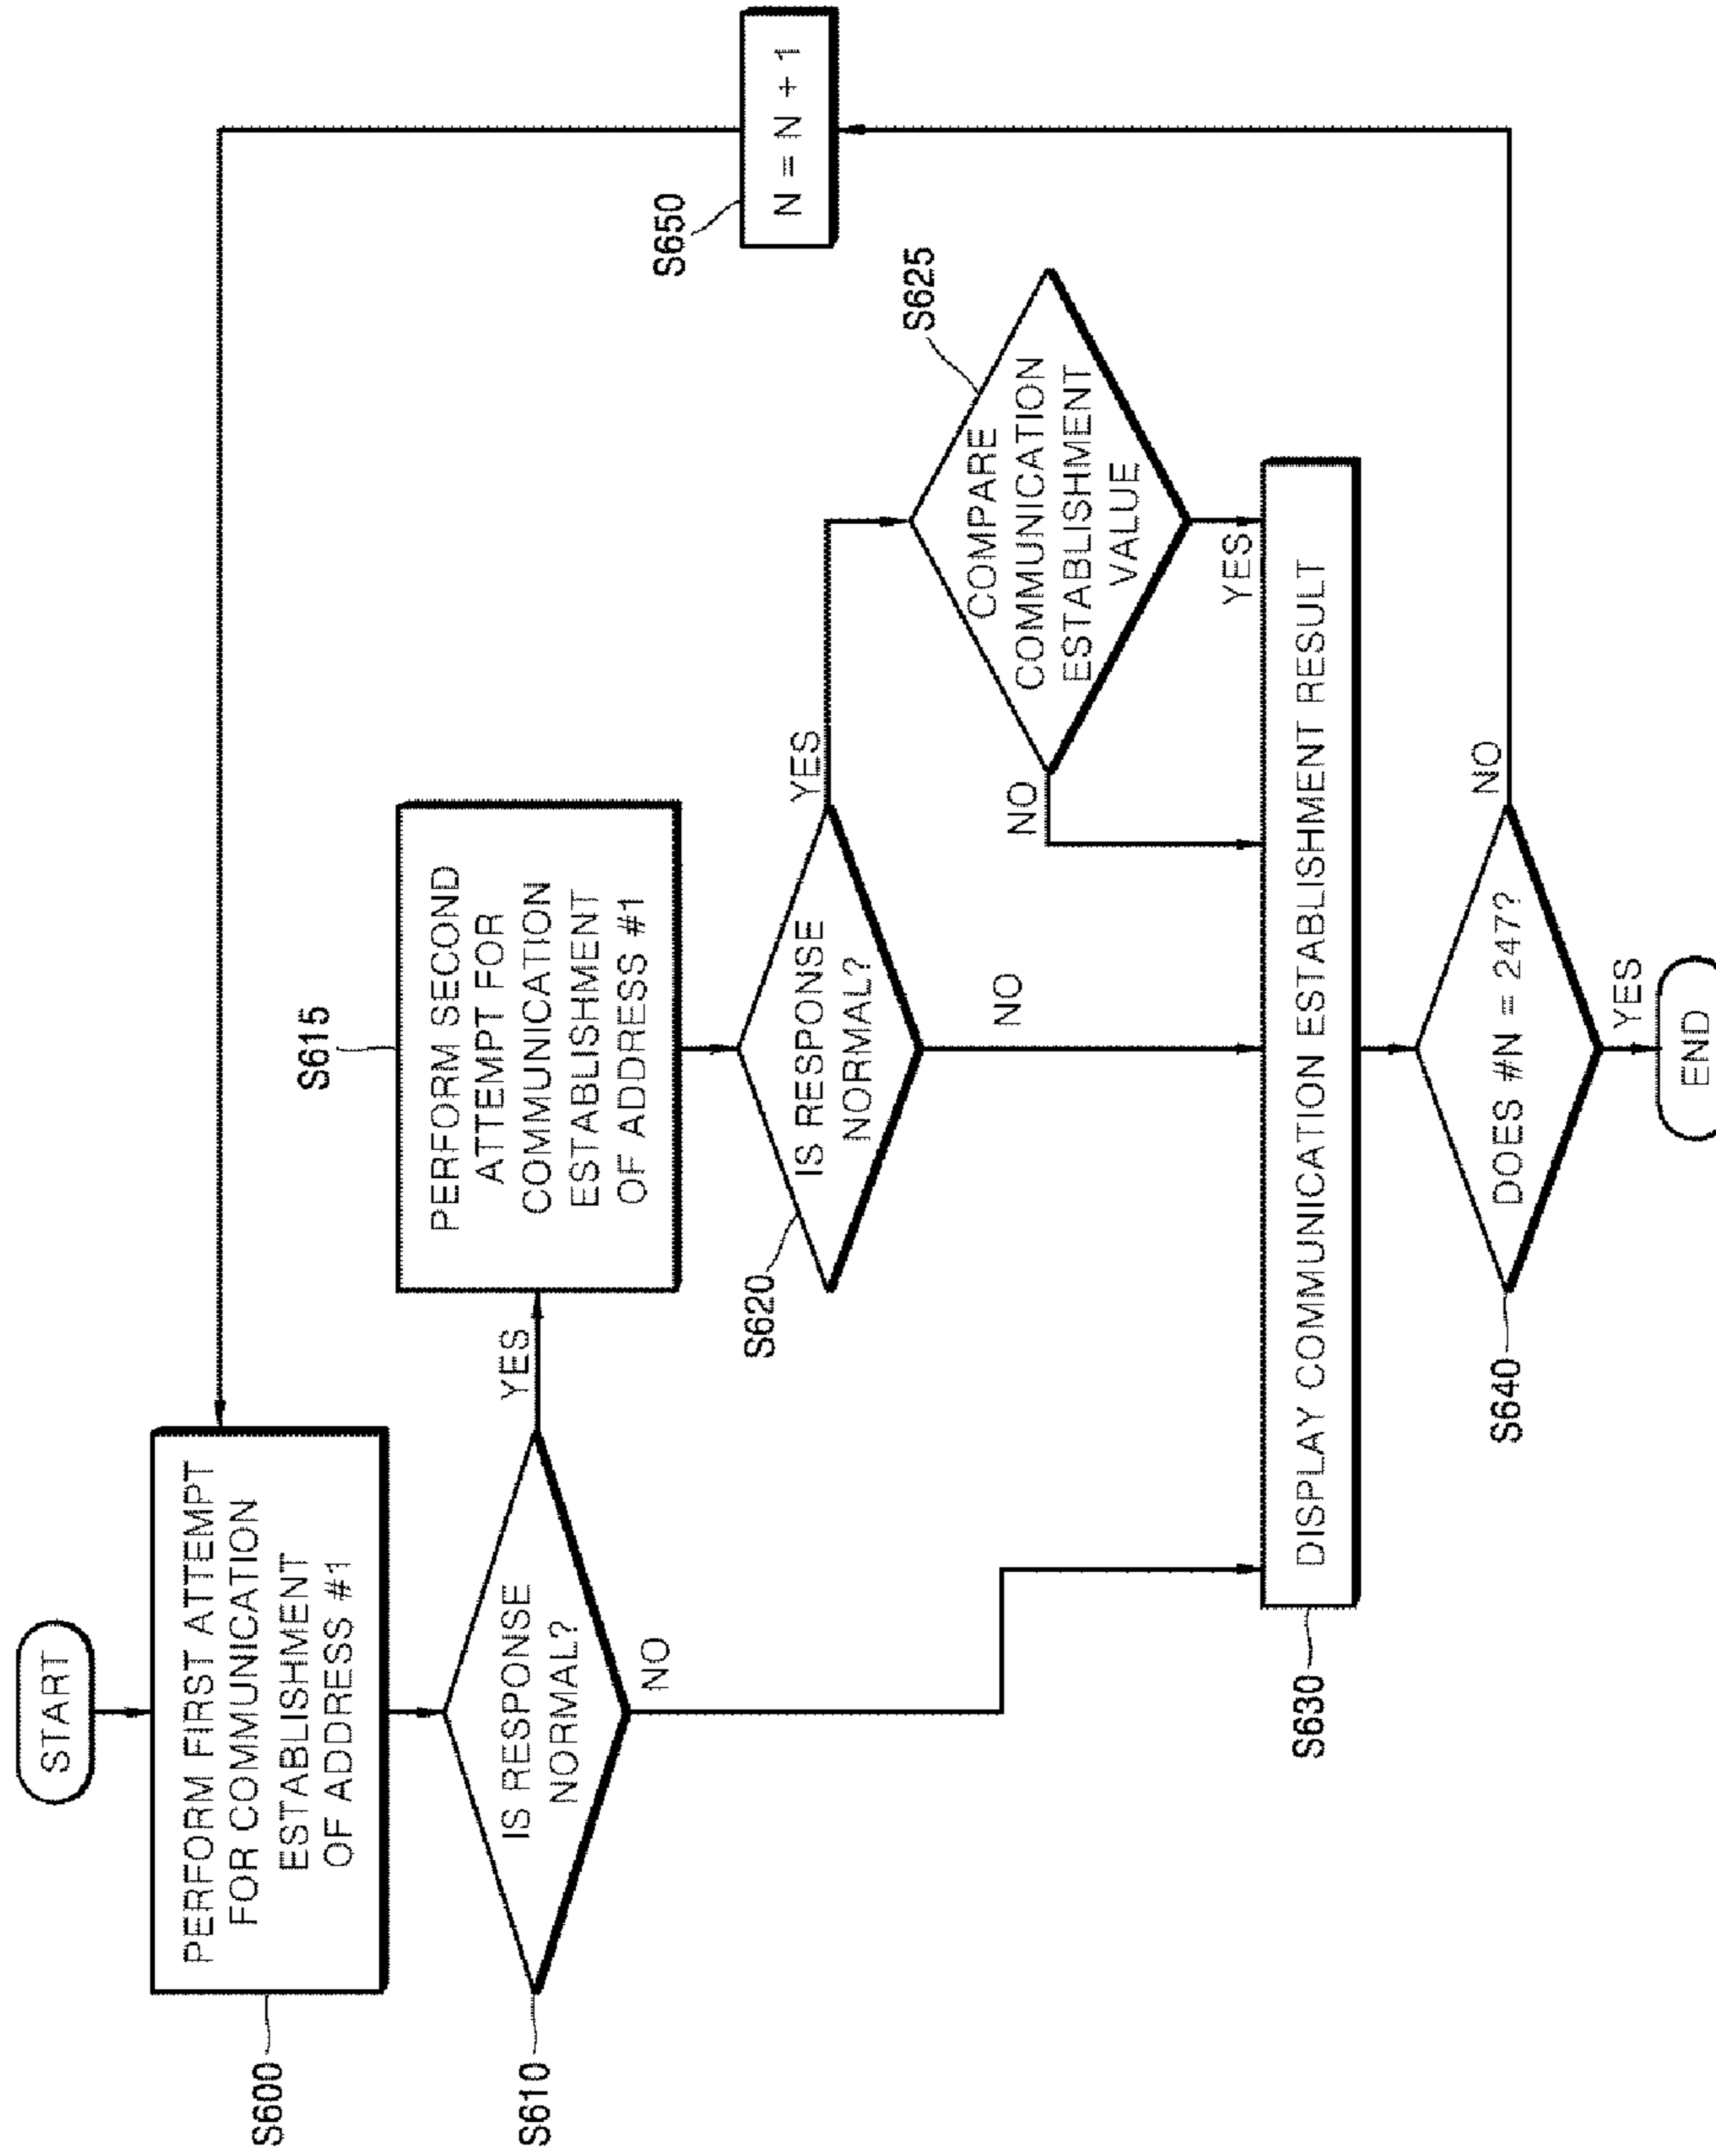 START
S600
PERFORM FIRST ATTEMPT
FOR COMMUNICATION
ESTABLISHMENT
OF ADDRESS #1
S610
IS RESPONSE
NORMAL?
YES
NO
S615
PERFORM SECOND
ATTEMPT FOR
COMMUNICATION
ESTABLISHMENT
OF ADDRESS #1
S620
IS RESPONSE
NORMAL?
YES
NO
S625
COMPARE
COMMUNICATION
ESTABLISHMENT
VALUE
NO
YES
S630
DISPLAY COMMUNICATION ESTABLISHMENT RESULT
S640
DOES #N = 247?
NO
YES
S650
N = N + 1
END